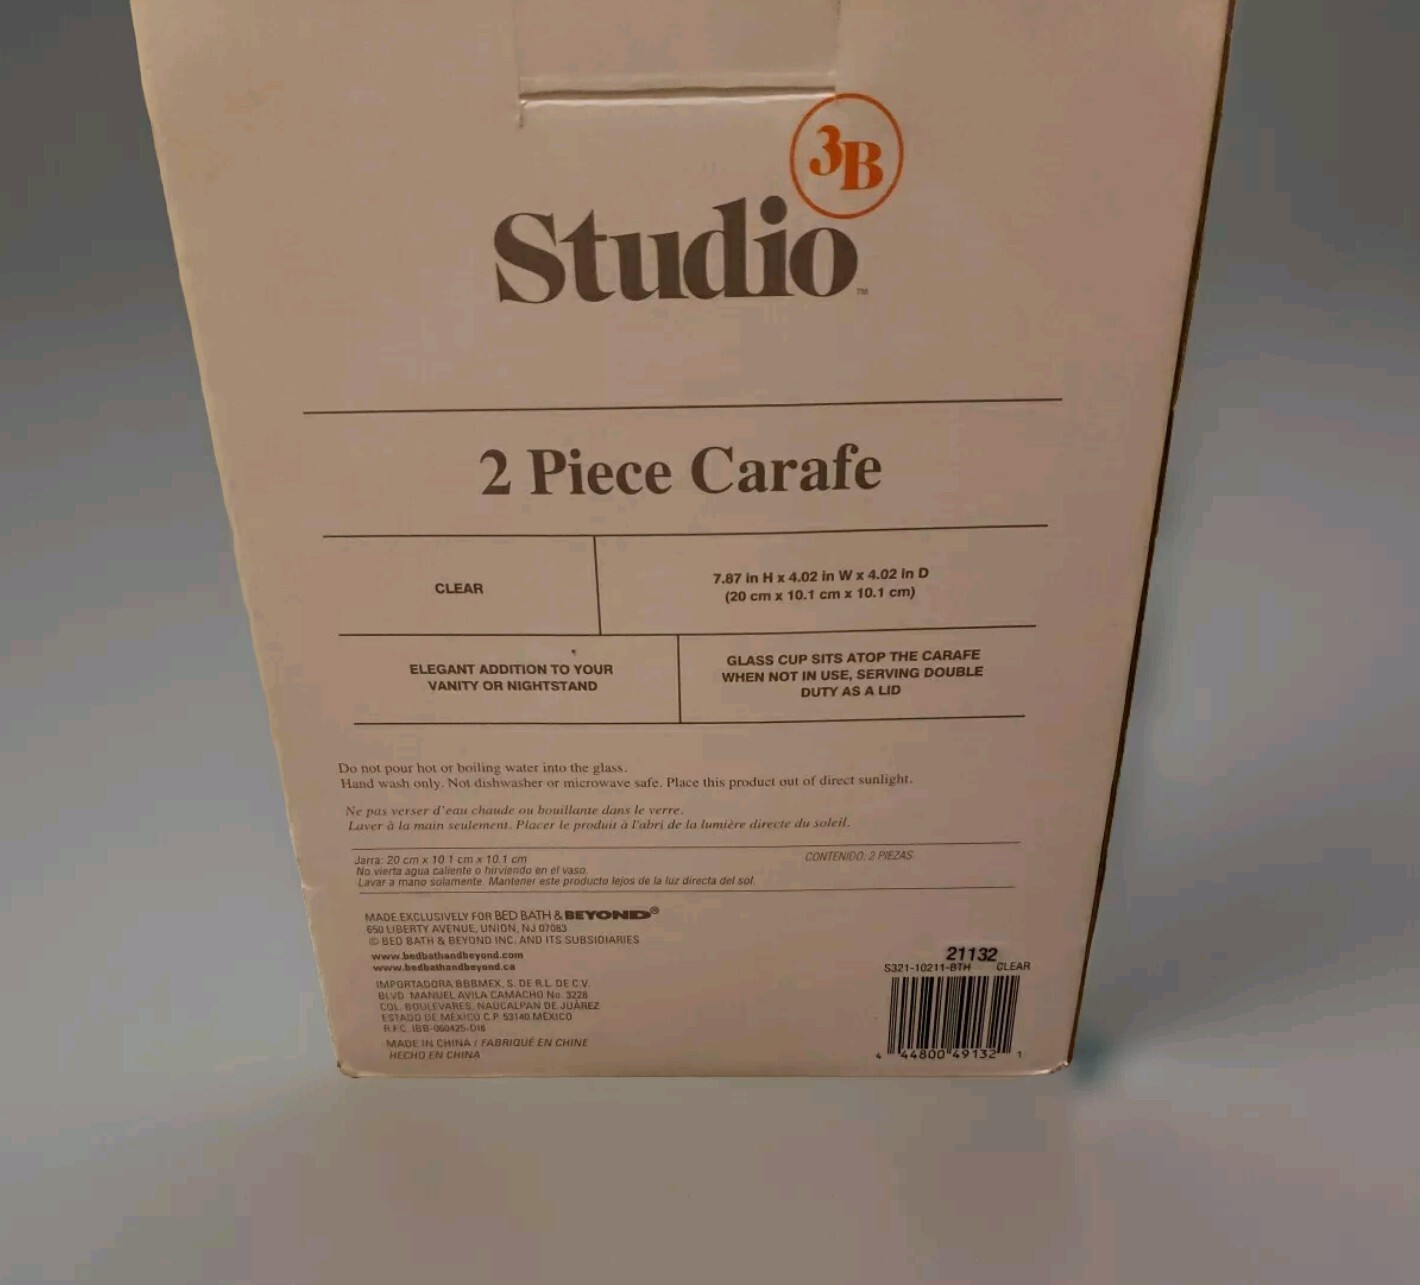 3B
Studio™
2 Piece Carafe
CLEAR
7.87 in H x 4.02 in W x 4.02 in D
(20 cm x 10.1 cm x 10.1 cm)
ELEGANT ADDITION TO YOUR
VANITY OR NIGHTSTAND
GLASS CUP SITS ATOP THE CARAFE
WHEN NOT IN USE, SERVING DOUBLE
DUTY AS A LID
Do not pour hot or boiling water into the glass.
Hand wash only. Not dishwasher or microwave safe. Place this product out of direct sunlight.
Ne pas verser d'eau chaude ou bouillante dans le verre.
Laver à la main seulement. Placer le produit à l'abri de la lumière directe du soleil.
Jarra: 20 cm x 10.1 cm x 10.1 cm
No vierta agua caliente o hirviendo en el vaso.
Lavar a mano solamente. Mantener este producto lejos de la luz directa del sol.
CONTENIDO: 2 PIEZAS
MADE EXCLUSIVELY FOR BED BATH & BEYOND®
650 LIBERTY AVENUE, UNION, NJ 07083
© BED BATH & BEYOND INC. AND ITS SUBSIDIARIES
www.bedbathandbeyond.com
www.bedbathandbeyond.ca
IMPORTADORA BBBMEX, S. DE R.L. DE C.V.
BLVD. MANUEL AVILA CAMACHO No. 3228
COL. BOULEVARES, NAUCALPAN DE JUÁREZ
ESTADO DE MÉXICO C.P. 53140 MÉXICO
R.F.C. IBB-060425-D18
MADE IN CHINA / FABRIQUÉ EN CHINE
HECHO EN CHINA
21132
S321-10211-BTH CLEAR
4 44800 49132 1